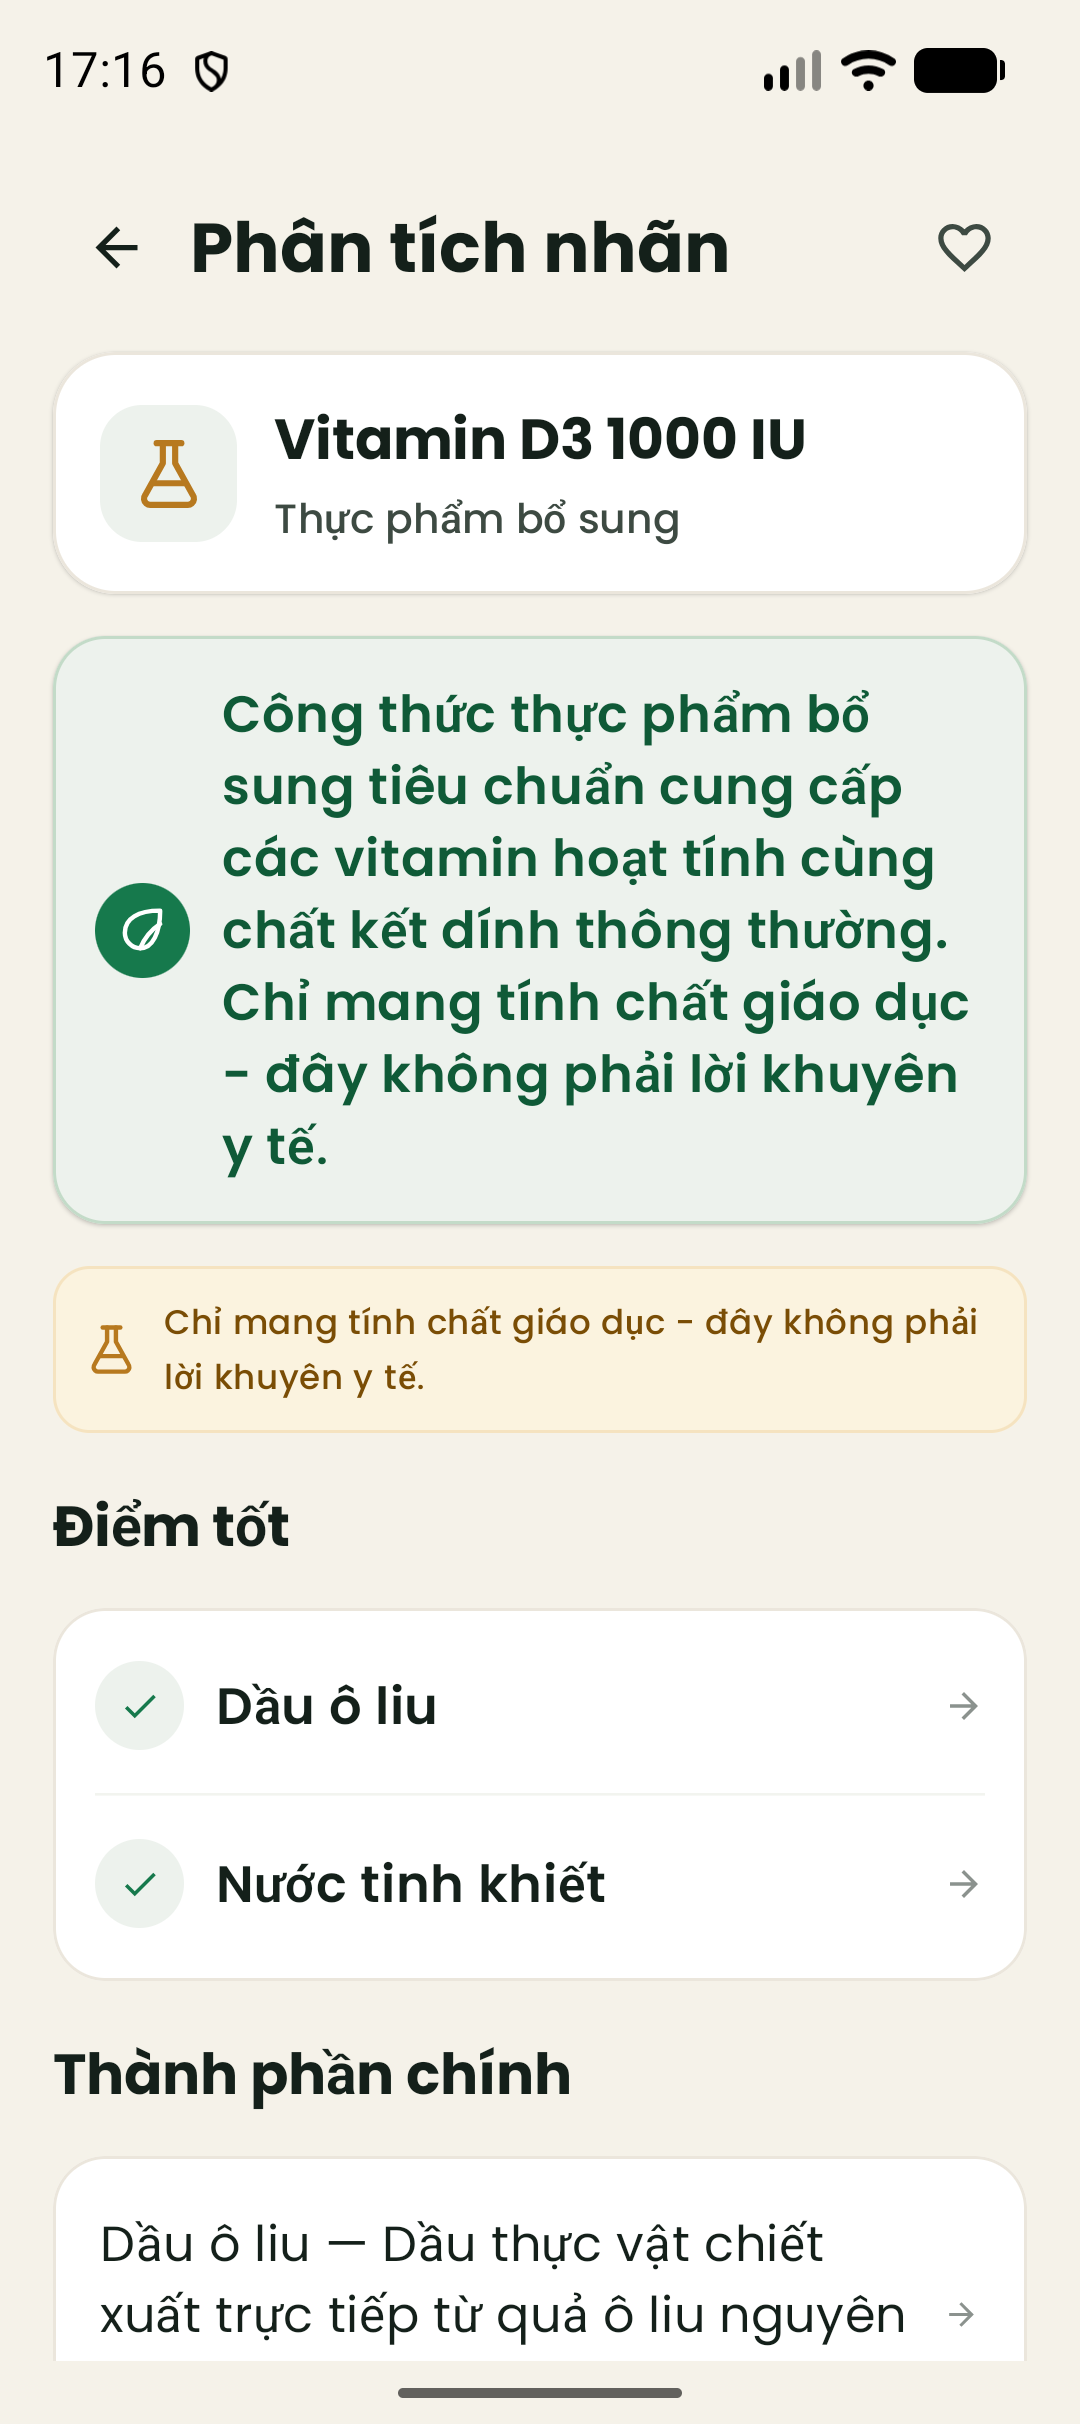 17:16
Phân tích nhãn
Vitamin D3 1000 IU
Thực phẩm bổ sung
Công thức thực phẩm bổ
sung tiêu chuẩn cung cấp
các vitamin hoạt tính cùng
chất kết dính thông thường.
Chỉ mang tính chất giáo dục
- đây không phải lời khuyên
y tế.
Chỉ mang tính chất giáo dục - đây không phải
lời khuyên y tế.
Điểm tốt
Dầu ô liu
Nước tinh khiết
Thành phần chính
Dầu ô liu — Dầu thực vật chiết
xuất trực tiếp từ quả ô liu nguyên